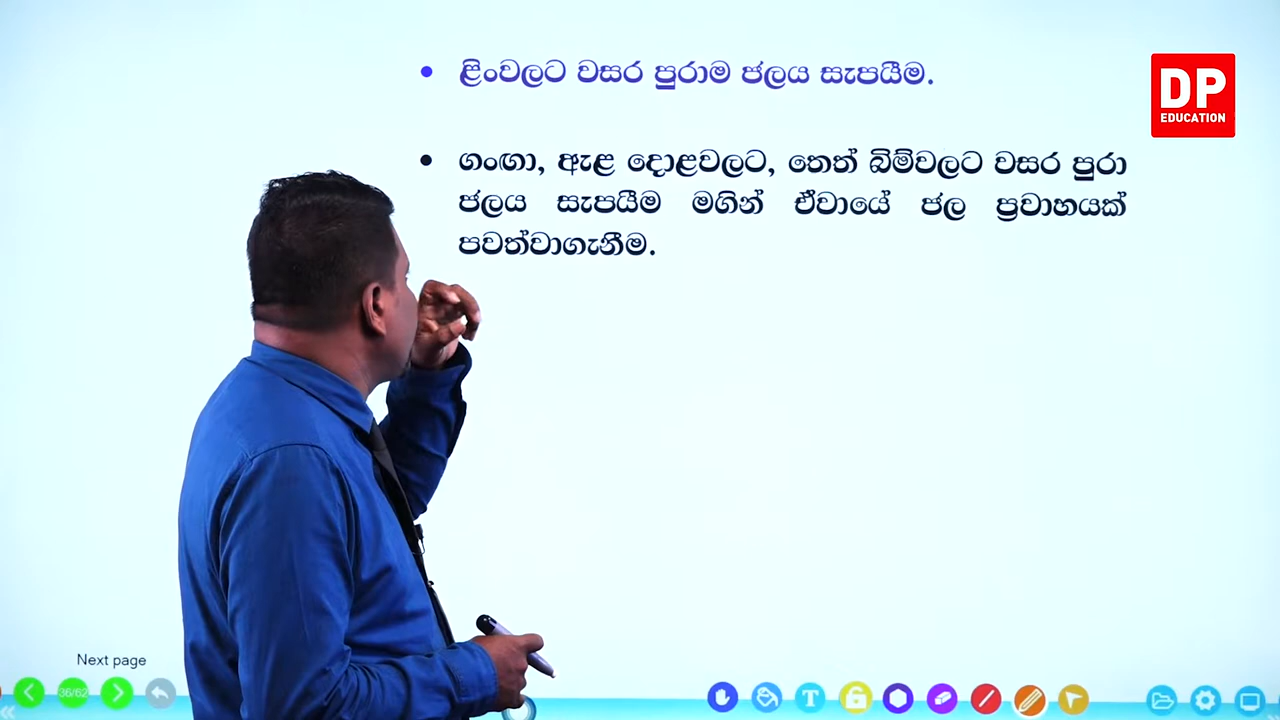 • ළිංවලට වසර පුරාම ජලය සැපයීම.
DP
EDUCATION
• ගංඟා, ඇළ දොළවලට, තෙත් බිම්වලට වසර පුරා
ජලය සැපයීම මගින් ඒවායේ ජල ප්‍රවාහයක්
පවත්වාගැනීම.
Next page
36/62
T